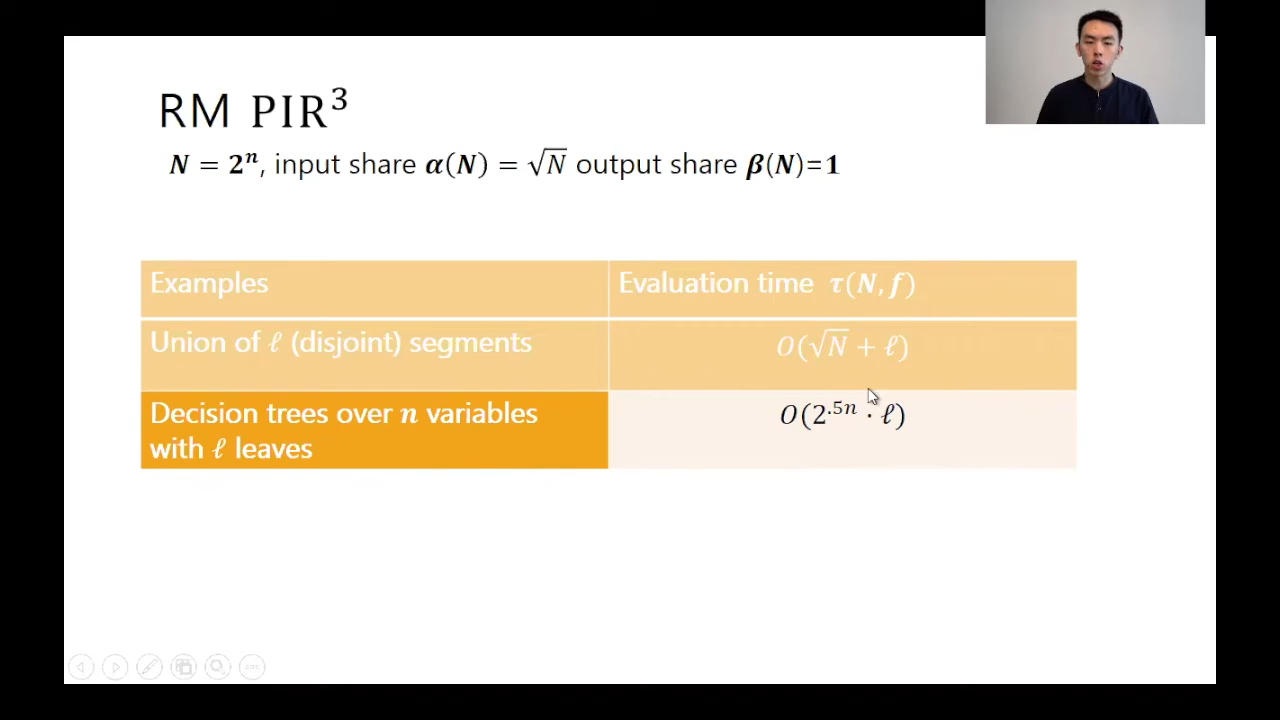 RM PIR³
N = 2ⁿ, input share α(N) = √N output share β(N)=1
Examples
Evaluation time τ(N, f)
Union of ℓ (disjoint) segments
O(√N + ℓ)
Decision trees over n variables
with ℓ leaves
O(2^{.5n} · ℓ)